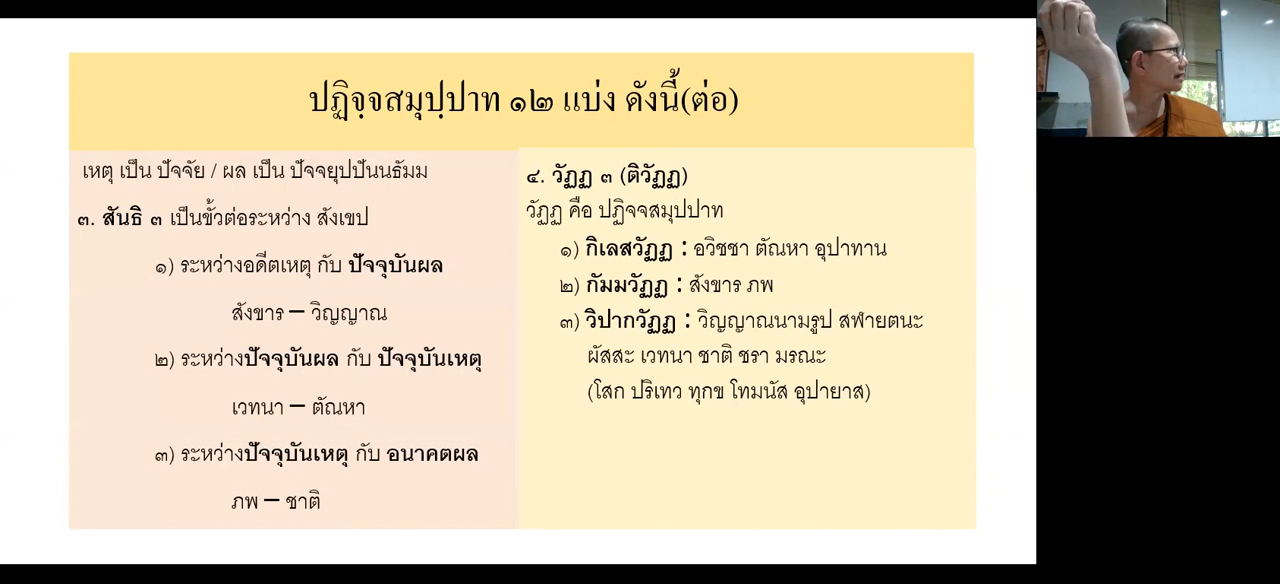 ปฏิจฺจสมุปฺปาท ๑๒ แบ่ง ดังนี้(ต่อ)
เหตุ เป็น ปัจจัย / ผล เป็น ปัจจยุปปันนธัมม
๓. สันธิ ๓ เป็นขั้วต่อระหว่าง สังเขป
๑) ระหว่างอดีตเหตุ กับ ปัจจุบันผล
สังขาร – วิญญาณ
๒) ระหว่างปัจจุบันผล กับ ปัจจุบันเหตุ
เวทนา – ตัณหา
๓) ระหว่างปัจจุบันเหตุ กับ อนาคตผล
ภพ – ชาติ
๔. วัฏฏ ๓ (ติวัฏฏ)
วัฏฏ คือ ปฏิจจสมุปปาท
๑) กิเลสวัฏฏ : อวิชชา ตัณหา อุปาทาน
๒) กัมมวัฏฏ : สังขาร ภพ
๓) วิปากวัฏฏ : วิญญาณนามรูป สฬายตนะ
ผัสสะ เวทนา ชาติ ชรา มรณะ
(โสก ปริเทว ทุกข โทมนัส อุปายาส)